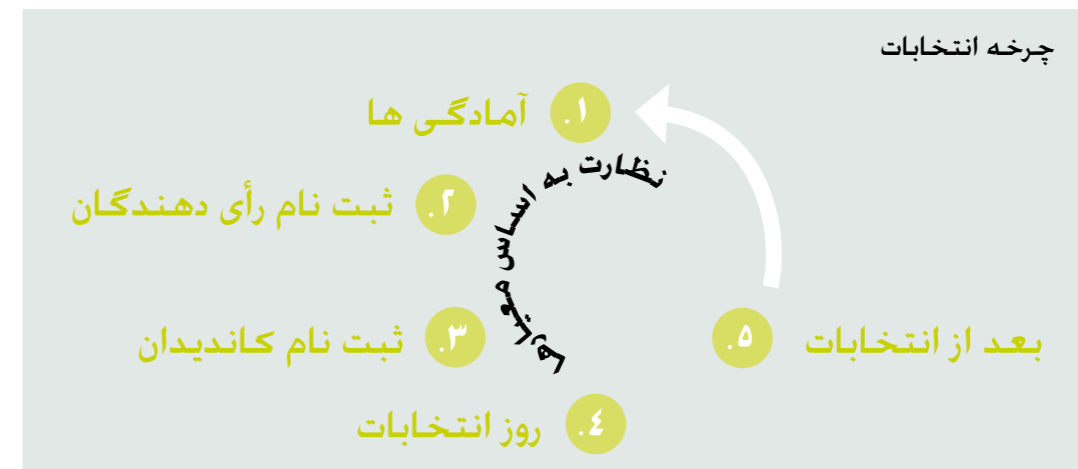 چرخه انتخابات
۱. آمادگی ها
نظارت به اساس معیارها
۲. ثبت نام رأی دهندگان
۳. ثبت نام کاندیدان
۴. روز انتخابات
۵. بعد از انتخابات